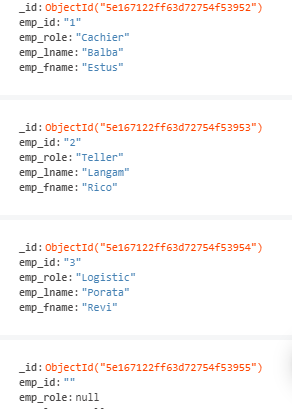 _id: ObjectId("5e167122ff63d72754f53952")
emp_id: "1"
emp_role: "Cachier"
emp_lname: "Balba"
emp_fname: "Estus"
_id: ObjectId("5e167122ff63d72754f53953")
emp_id: "2"
emp_role: "Teller"
emp_lname: "Langam"
emp_fname: "Rico"
_id: ObjectId("5e167122ff63d72754f53954")
emp_id: "3"
emp_role: "Logistic"
emp_lname: "Porata"
emp_fname: "Revi"
_id: ObjectId("5e167122ff63d72754f53955")
emp_id: ""
emp_role: null